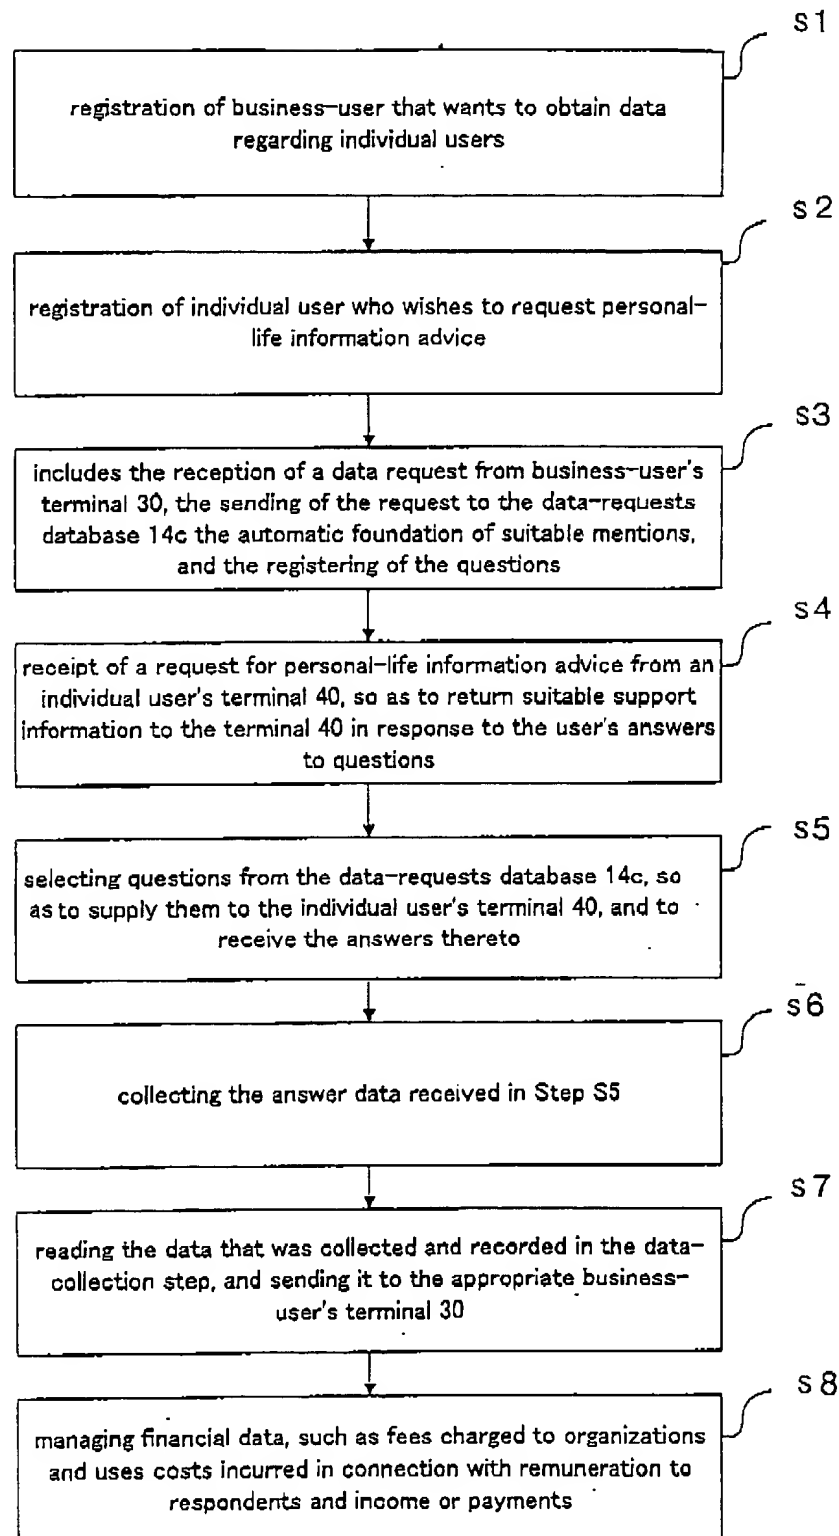 S1
registration of business-user that wants to obtain data
regarding individual users
S2
registration of individual user who wishes to request personal-
life information advice
S3
includes the reception of a data request from business-user's
terminal 30, the sending of the request to the data-requests
database 14c the automatic foundation of suitable mentions,
and the registering of the questions
S4
receipt of a request for personal-life information advice from an
individual user's terminal 40, so as to return suitable support
information to the terminal 40 in response to the user's answers
to questions
S5
selecting questions from the data-requests database 14c, so
as to supply them to the individual user's terminal 40, and to
receive the answers thereto
S6
collecting the answer data received in Step S5
S7
reading the data that was collected and recorded in the data-
collection step, and sending it to the appropriate business-
user's terminal 30
S8
managing financial data, such as fees charged to organizations
and uses costs incurred in connection with remuneration to
respondents and income or payments